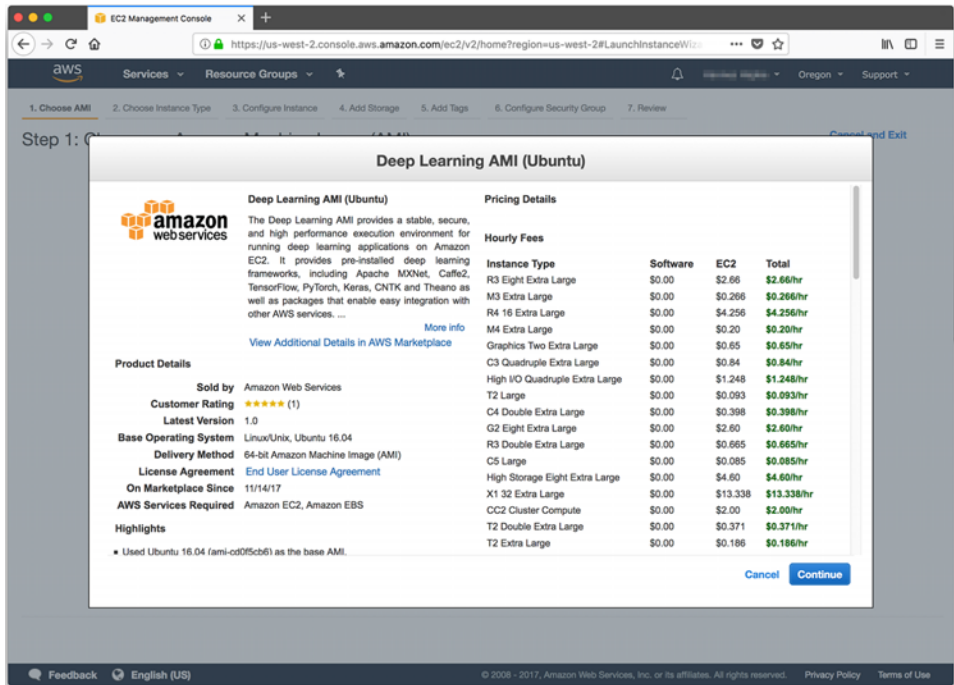 EC2 Management Console
https://us-west-2.console.aws.amazon.com/ec2/v2/home?region=us-west-2#LaunchInstanceWiz
aws Services Resource Groups Oregon Support
1. Choose AMI 2. Choose Instance Type 3. Configure Instance 4. Add Storage 5. Add Tags 6. Configure Security Group 7. Review
Step 1:
Cancel and Exit
Deep Learning AMI (Ubuntu)
amazon
webservices
Deep Learning AMI (Ubuntu)
The Deep Learning AMI provides a stable, secure,
and high performance execution environment for
running deep learning applications on Amazon
EC2. It provides pre-installed deep learning
frameworks, including Apache MXNet, Caffe2,
TensorFlow, PyTorch, Keras, CNTK and Theano as
well as packages that enable easy integration with
other AWS services. ...
More info
View Additional Details in AWS Marketplace
Product Details
Sold by Amazon Web Services
Customer Rating ★★★★★ (1)
Latest Version 1.0
Base Operating System Linux/Unix, Ubuntu 16.04
Delivery Method 64-bit Amazon Machine Image (AMI)
License Agreement End User License Agreement
On Marketplace Since 11/14/17
AWS Services Required Amazon EC2, Amazon EBS
Highlights
• Used Ubuntu 16.04 (ami-cd0f5cb6) as the base AMI.
Pricing Details
Hourly Fees
Instance Type Software EC2 Total
R3 Eight Extra Large $0.00 $2.66 $2.66/hr
M3 Extra Large $0.00 $0.266 $0.266/hr
R4 16 Extra Large $0.00 $4.256 $4.256/hr
M4 Extra Large $0.00 $0.20 $0.20/hr
Graphics Two Extra Large $0.00 $0.65 $0.65/hr
C3 Quadruple Extra Large $0.00 $0.84 $0.84/hr
High I/O Quadruple Extra Large $0.00 $1.248 $1.248/hr
T2 Large $0.00 $0.093 $0.093/hr
C4 Double Extra Large $0.00 $0.398 $0.398/hr
G2 Eight Extra Large $0.00 $2.60 $2.60/hr
R3 Double Extra Large $0.00 $0.665 $0.665/hr
C5 Large $0.00 $0.085 $0.085/hr
High Storage Eight Extra Large $0.00 $4.60 $4.60/hr
X1 32 Extra Large $0.00 $13.338 $13.338/hr
CC2 Cluster Compute $0.00 $2.00 $2.00/hr
T2 Double Extra Large $0.00 $0.371 $0.371/hr
T2 Extra Large $0.00 $0.186 $0.186/hr
Cancel Continue
Feedback English (US) © 2008 - 2017, Amazon Web Services, Inc. or its affiliates. All rights reserved. Privacy Policy Terms of Use